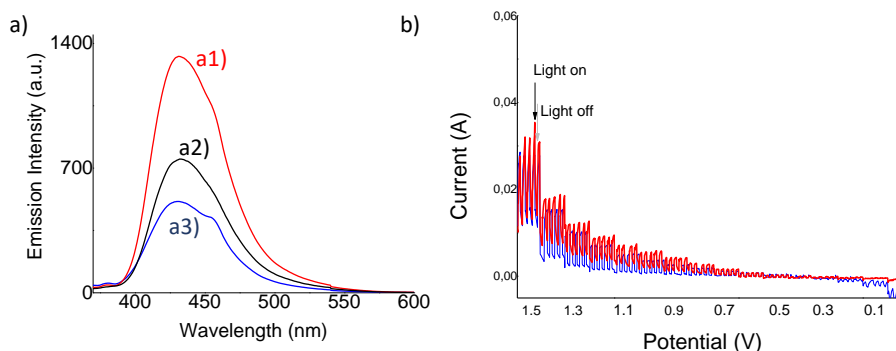 a)
1400
700
0
400
450
500
550
600
Emission Intensity (a.u.)
Wavelength (nm)
a1)
a2)
a3)
b)
0,06
0,04
0,02
0,00
Current (A)
Light on
Light off
1.5
1.3
1.1
0.9
0.7
0.5
0.3
0.1
Potential (V)